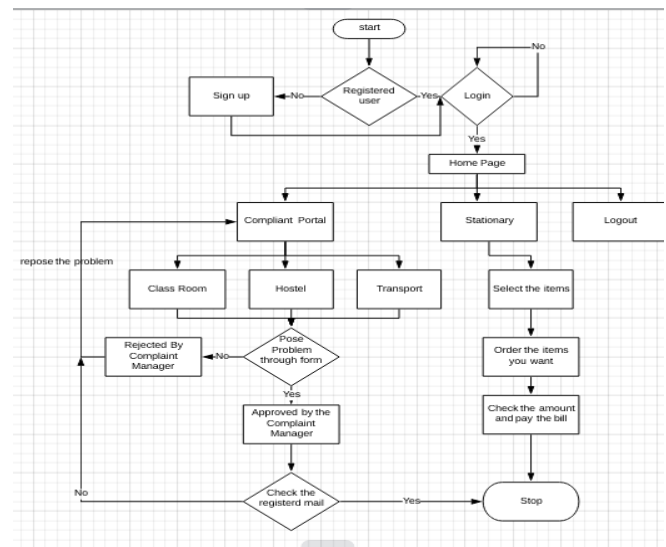 start
No
Sign up
No
Registered
user
Yes
Login
Yes
Home Page
Compliant Portal
Stationary
Logout
repose the problem
Class Room
Hostel
Transport
Select the items
Rejected By
Complaint
Manager
No
Pose
Problem
through form
Order the items
you want
Yes
Approved by the
Complaint
Manager
Check the amount
and pay the bill
No
Check the
registerd mail
Yes
Stop